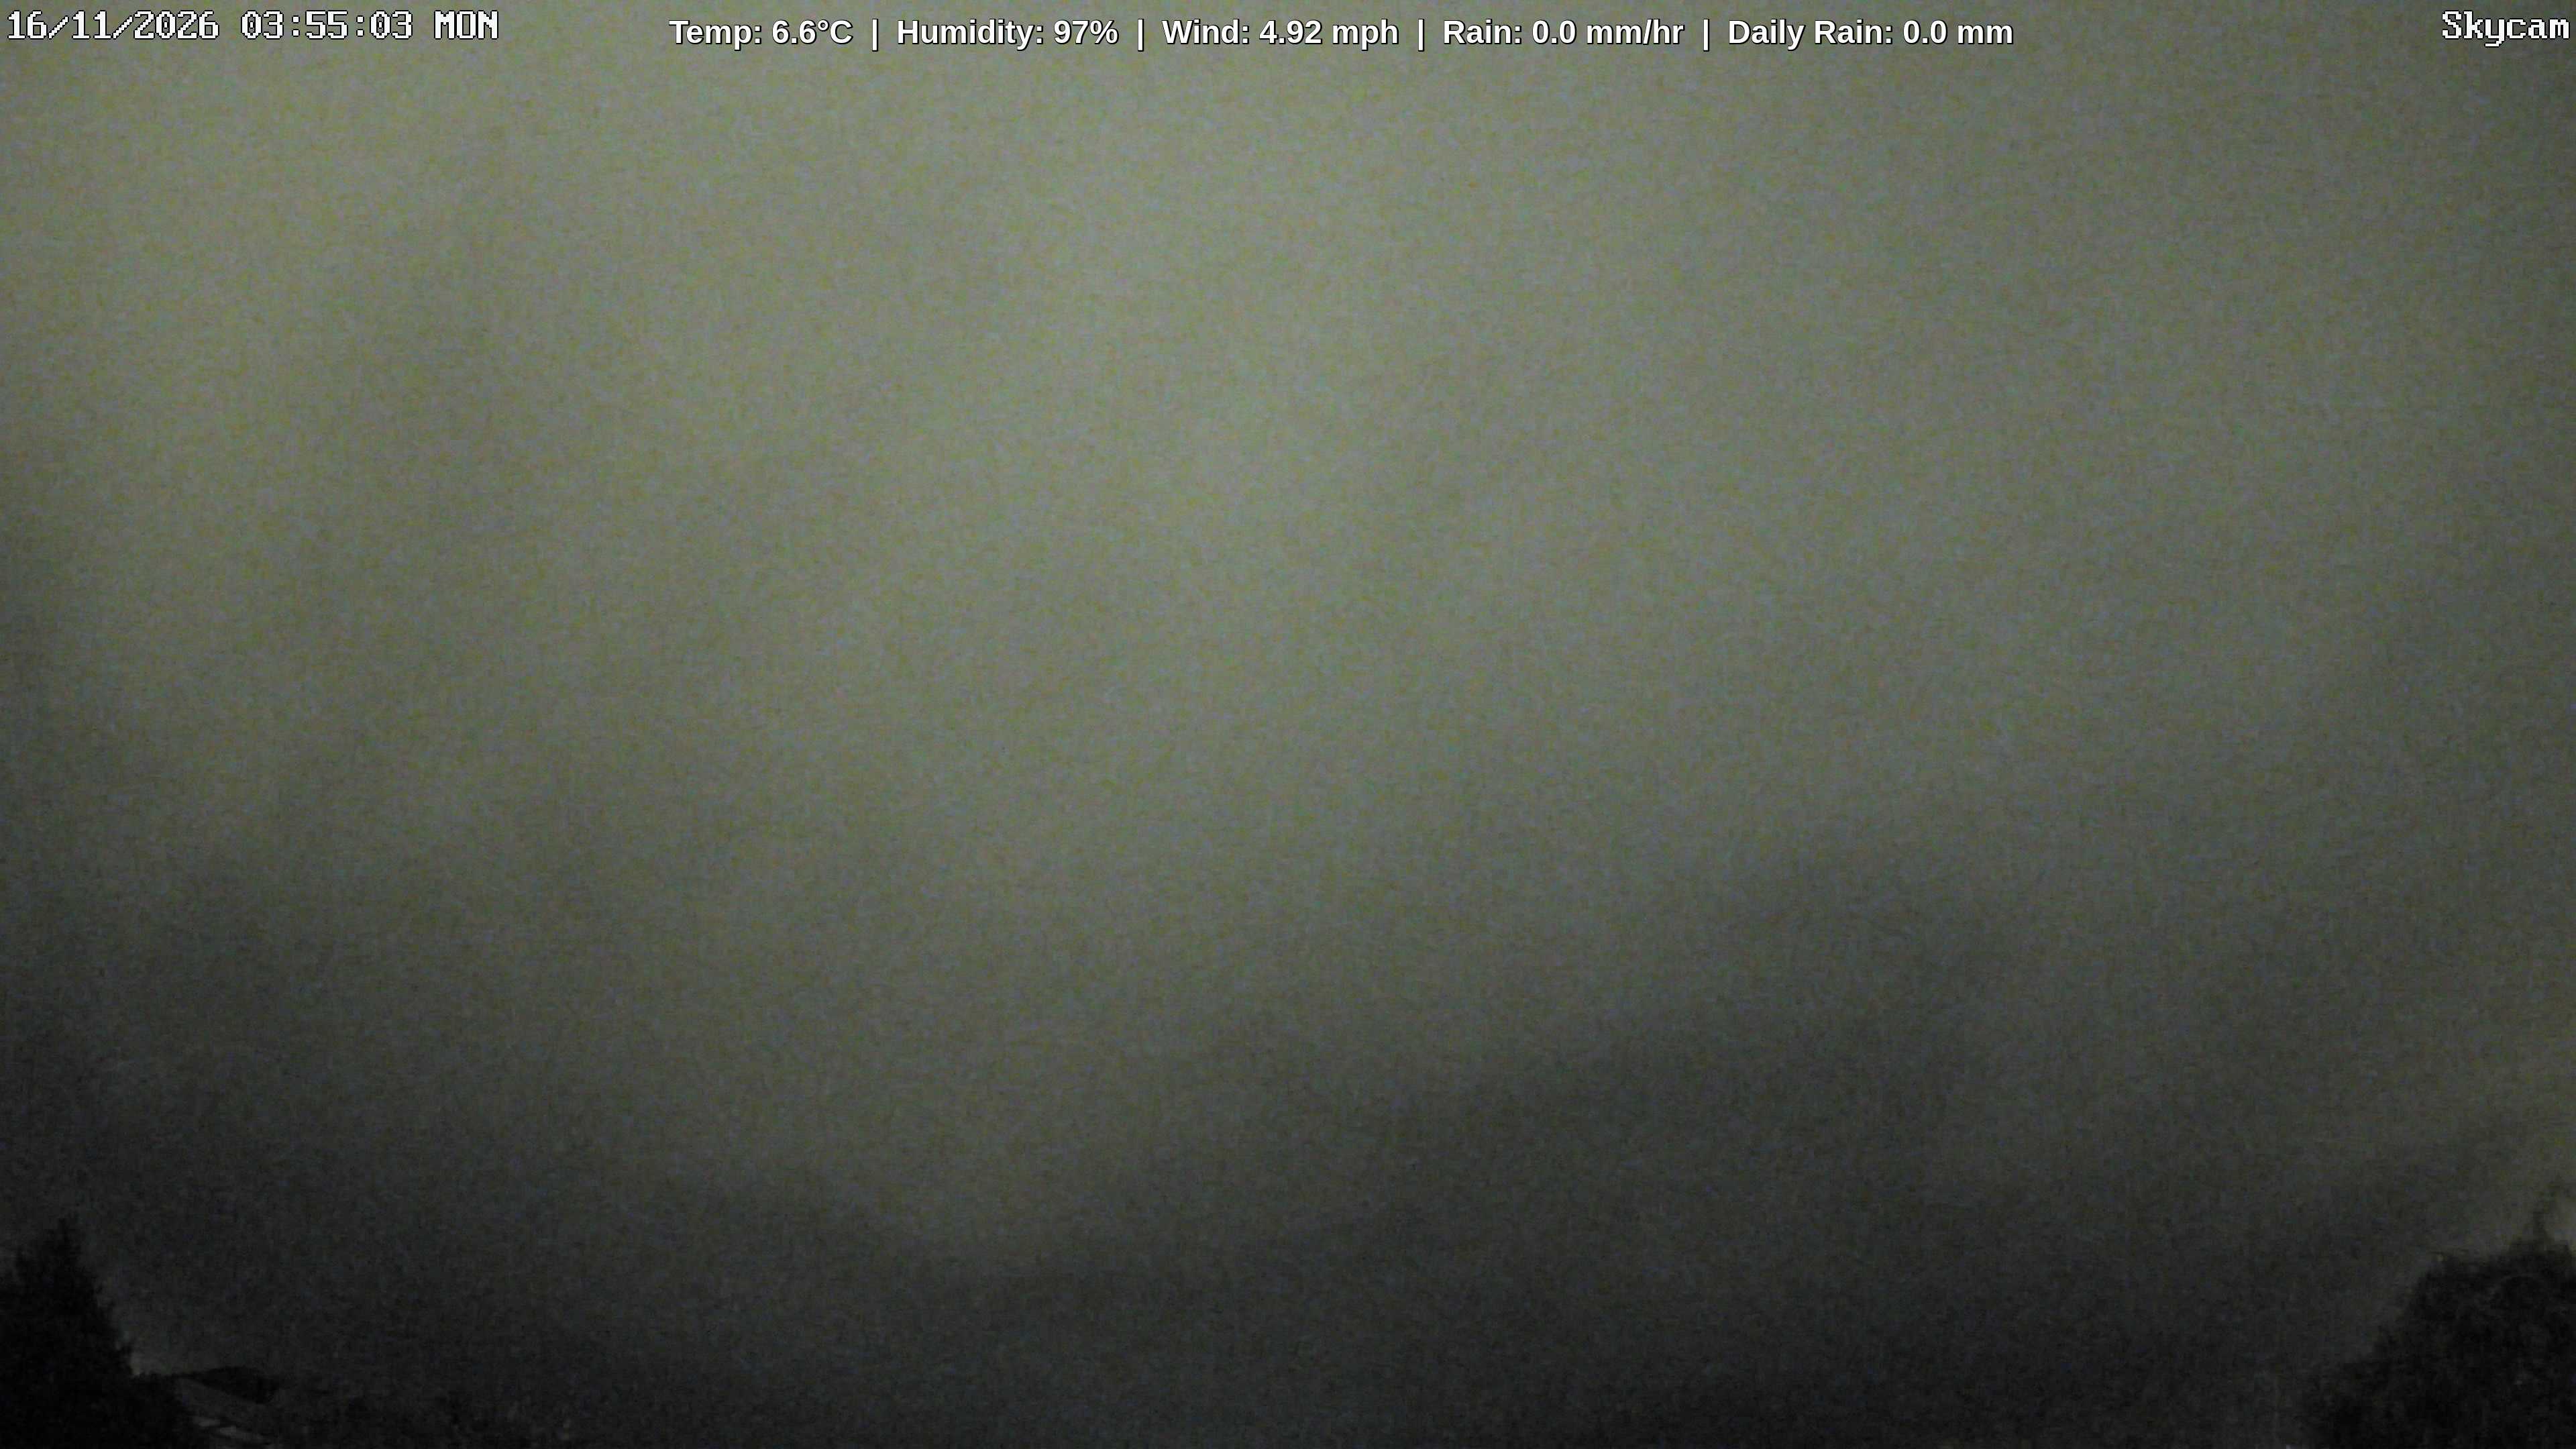 16/11/2026 03:55:03 MON
Temp: 6.6°C | Humidity: 97% | Wind: 4.92 mph | Rain: 0.0 mm/hr | Daily Rain: 0.0 mm
Skycam